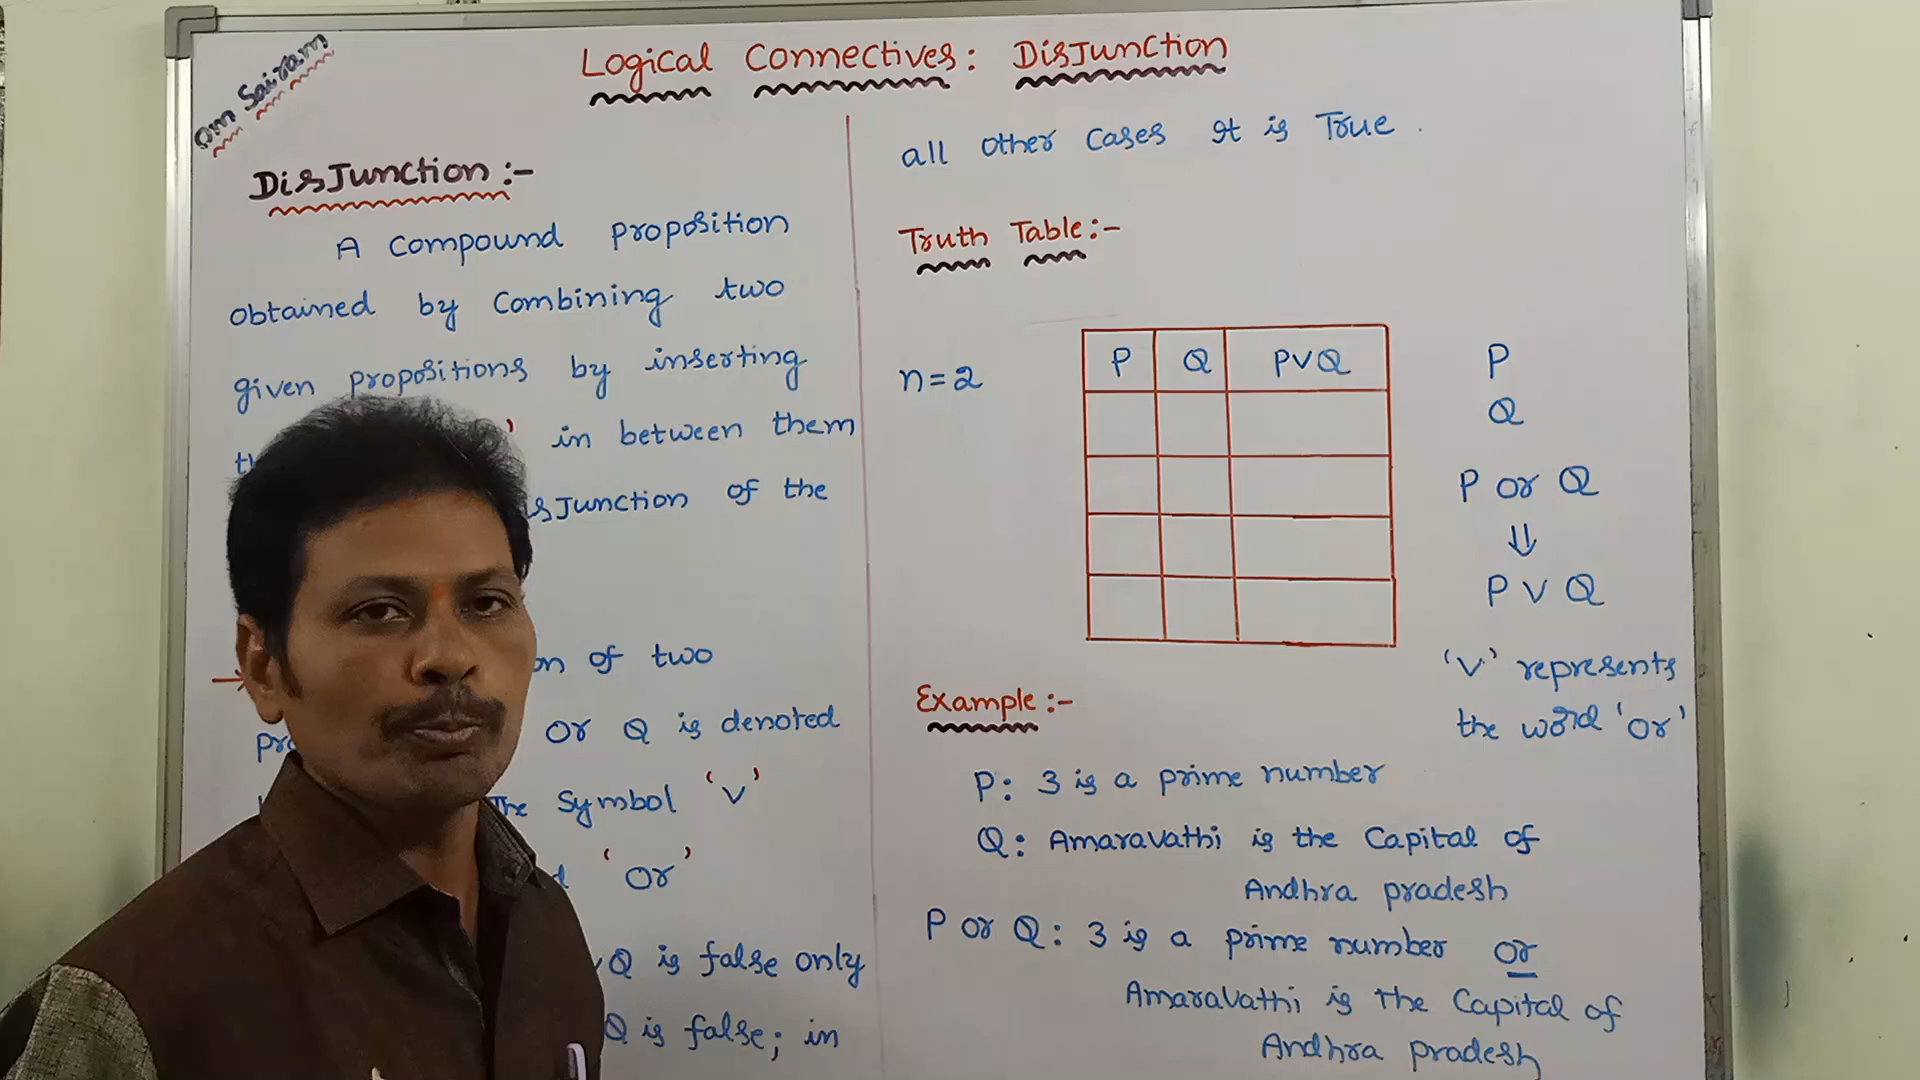 Om Sairam
Logical Connectives: Disjunction
Disjunction :-
A compound proposition
obtained by combining two
given propositions by inserting
' in between them
Junction of the
of two
or Q is denoted
The Symbol 'v'
'or'
Q is false only
Q is false; in
all other cases It is True.
Truth Table:-
n=2
P Q PVQ
P
Q
P or Q
⇓
P V Q
'V' represents
the word 'or'
Example :-
P: 3 is a prime number
Q: Amaravathi is the Capital of
Andhra pradesh
P or Q: 3 is a prime number or
Amaravathi is the Capital of
Andhra pradesh